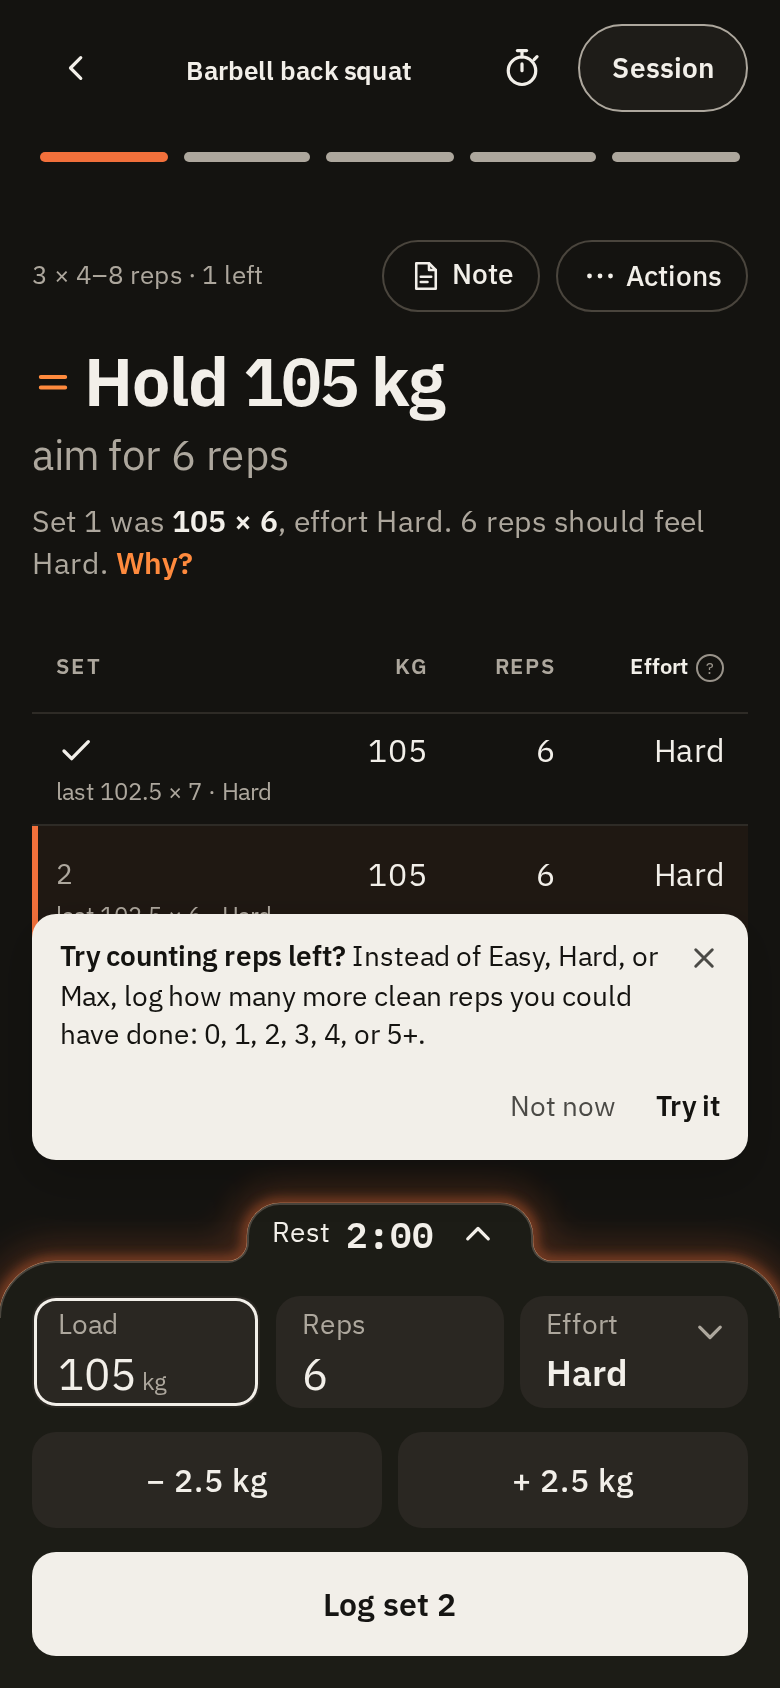 Barbell back squat
Session
3 × 4–8 reps · 1 left
Note
Actions
= Hold 105 kg
aim for 6 reps
Set 1 was 105 × 6, effort Hard. 6 reps should feel
Hard. Why?
SET KG REPS Effort ?
105 6 Hard
last 102.5 × 7 · Hard
2 105 6 Hard
last 102.5 × 6 · Hard
Try counting reps left? Instead of Easy, Hard, or
Max, log how many more clean reps you could
have done: 0, 1, 2, 3, 4, or 5+.
Not now Try it
Rest 2:00
Load Reps Effort
105 kg 6 Hard
− 2.5 kg + 2.5 kg
Log set 2